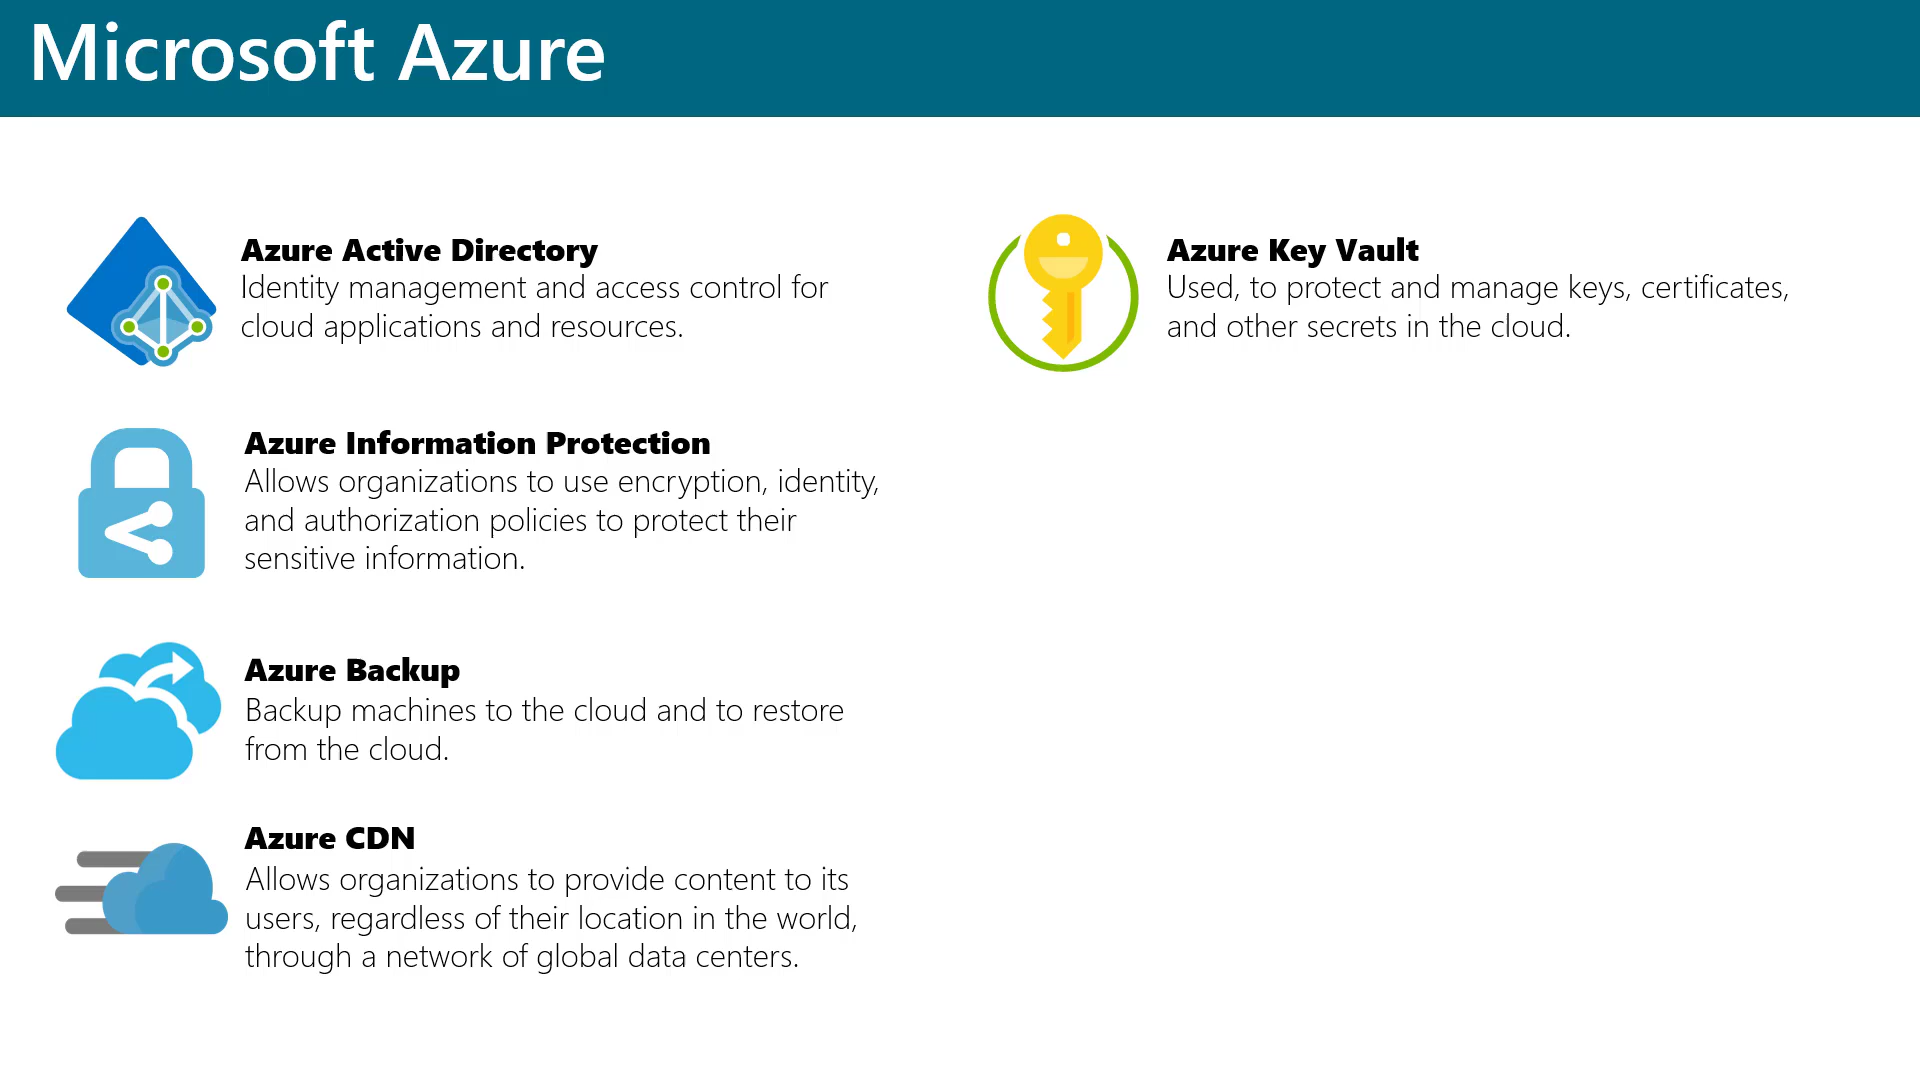 Microsoft Azure
Azure Active Directory
Identity management and access control for
cloud applications and resources.
Azure Information Protection
Allows organizations to use encryption, identity,
and authorization policies to protect their
sensitive information.
Azure Backup
Backup machines to the cloud and to restore
from the cloud.
Azure CDN
Allows organizations to provide content to its
users, regardless of their location in the world,
through a network of global data centers.
Azure Key Vault
Used, to protect and manage keys, certificates,
and other secrets in the cloud.